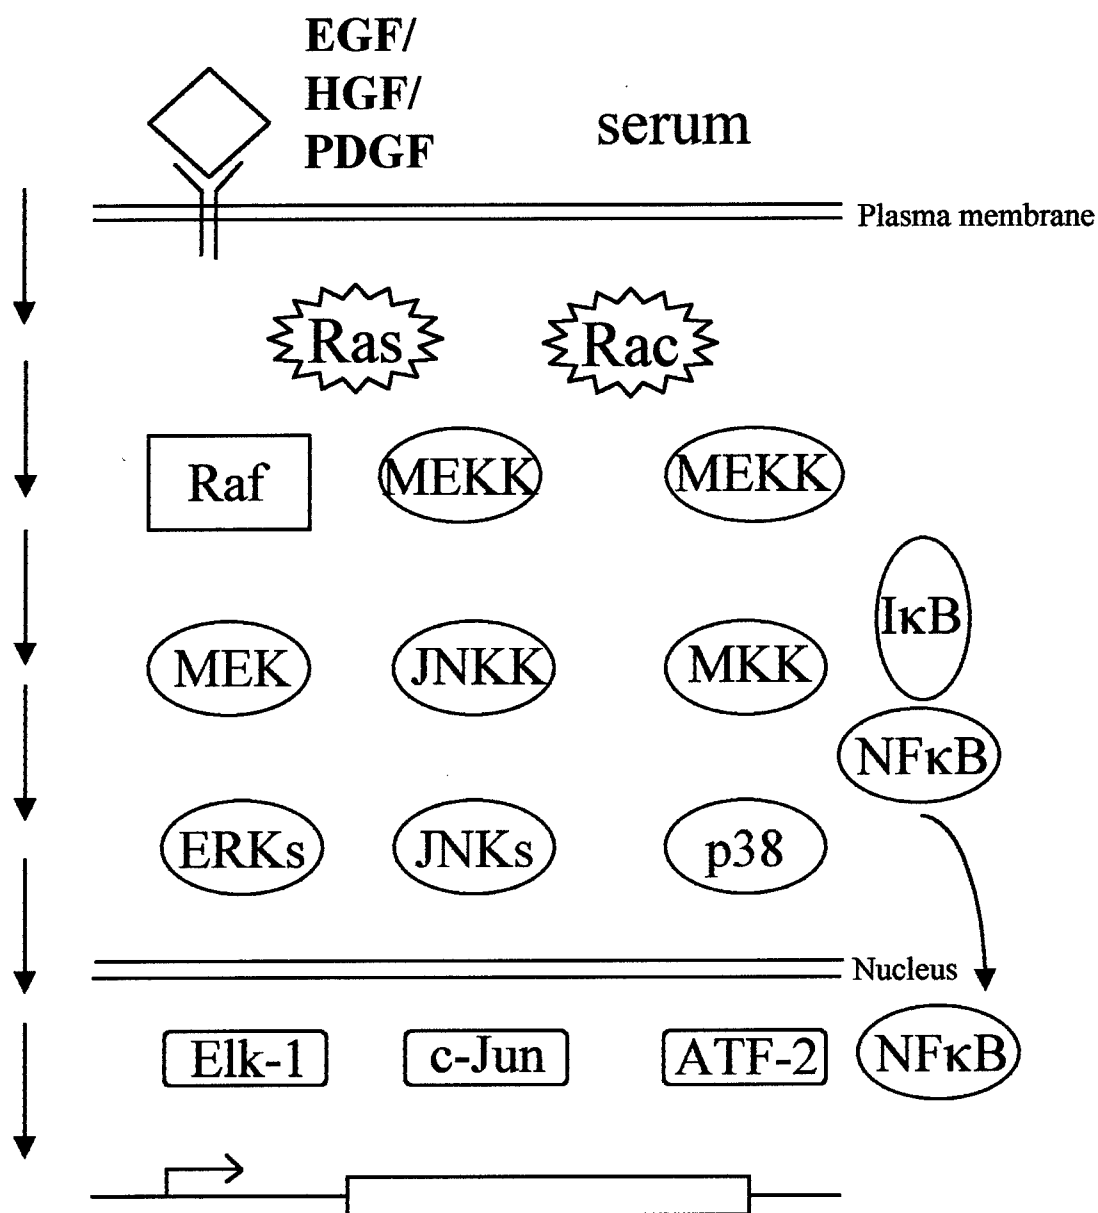 EGF/
HGF/
PDGF
serum
Plasma membrane
Ras
Rac
Raf
MEKK
MEKK
IκB
MEK
JNKK
MKK
NFκB
ERKs
JNKs
p38
Nucleus
Elk-1
c-Jun
ATF-2
NFκB